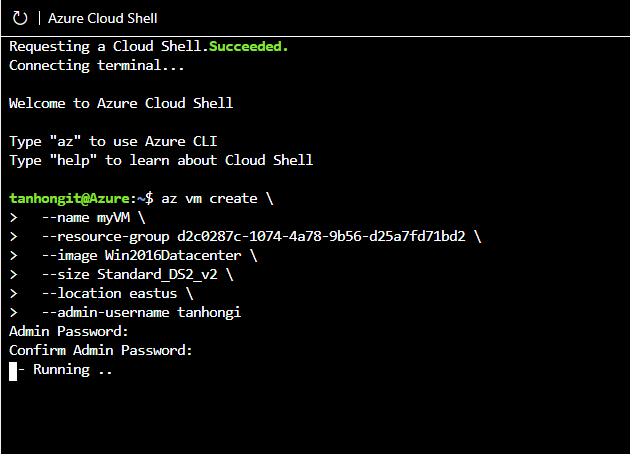 Azure Cloud Shell
Requesting a Cloud Shell.Succeeded.
Connecting terminal...
Welcome to Azure Cloud Shell
Type "az" to use Azure CLI
Type "help" to learn about Cloud Shell
tanhongit@Azure:~$ az vm create \
>   --name myVM \
>   --resource-group d2c0287c-1074-4a78-9b56-d25a7fd71bd2 \
>   --image Win2016Datacenter \
>   --size Standard_DS2_v2 \
>   --location eastus \
>   --admin-username tanhongi
Admin Password:
Confirm Admin Password:
 - Running ..